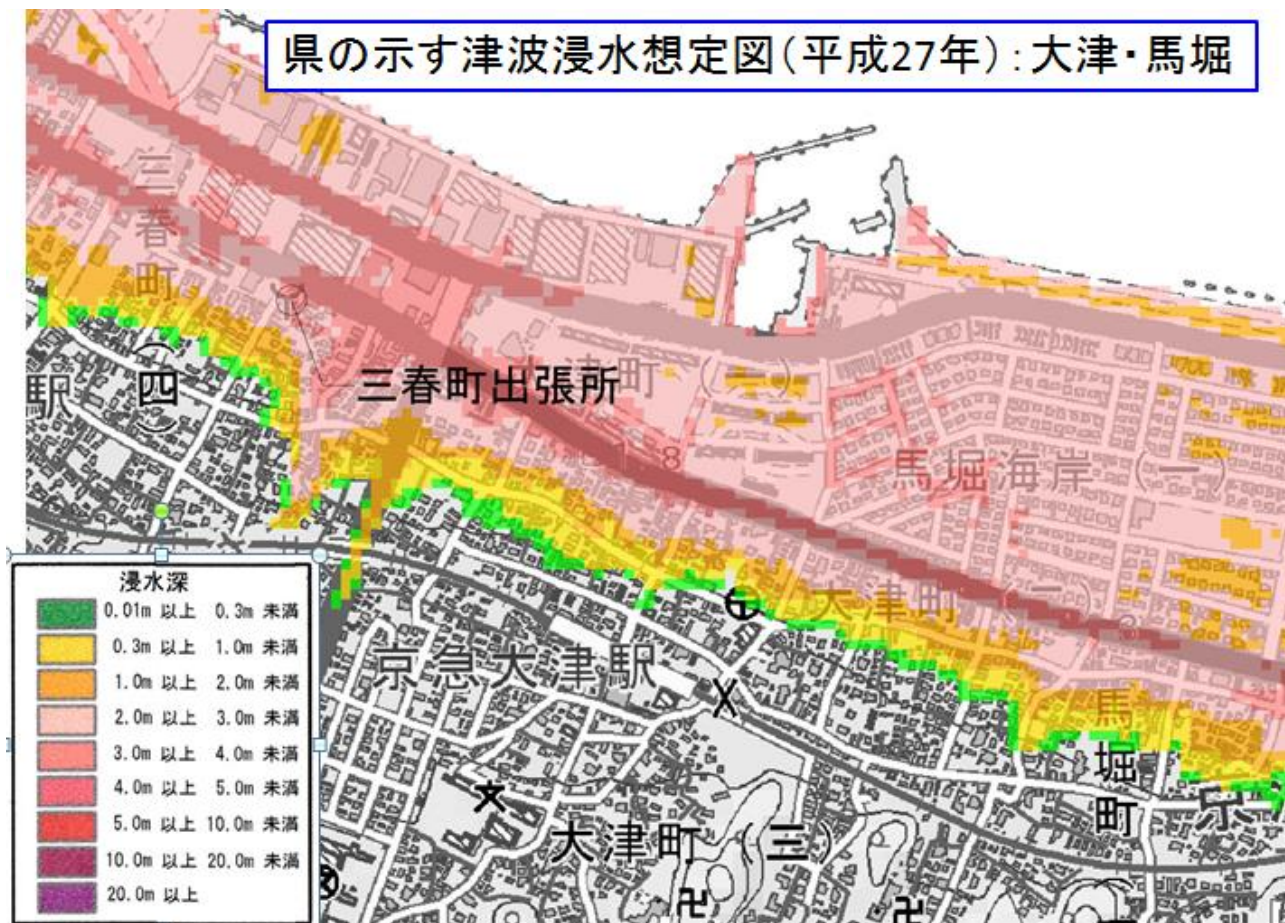 県の示す津波浸水想定図(平成27年):大津・馬堀
三春町
(四)
駅
三春町出張所
大津町(一)
馬堀海岸(一)
大津町(二)
京急大津駅
馬堀町
京
大津町(三)
浸水深
0.01m 以上 0.3m 未満
0.3m 以上 1.0m 未満
1.0m 以上 2.0m 未満
2.0m 以上 3.0m 未満
3.0m 以上 4.0m 未満
4.0m 以上 5.0m 未満
5.0m 以上 10.0m 未満
10.0m 以上 20.0m 未満
20.0m 以上